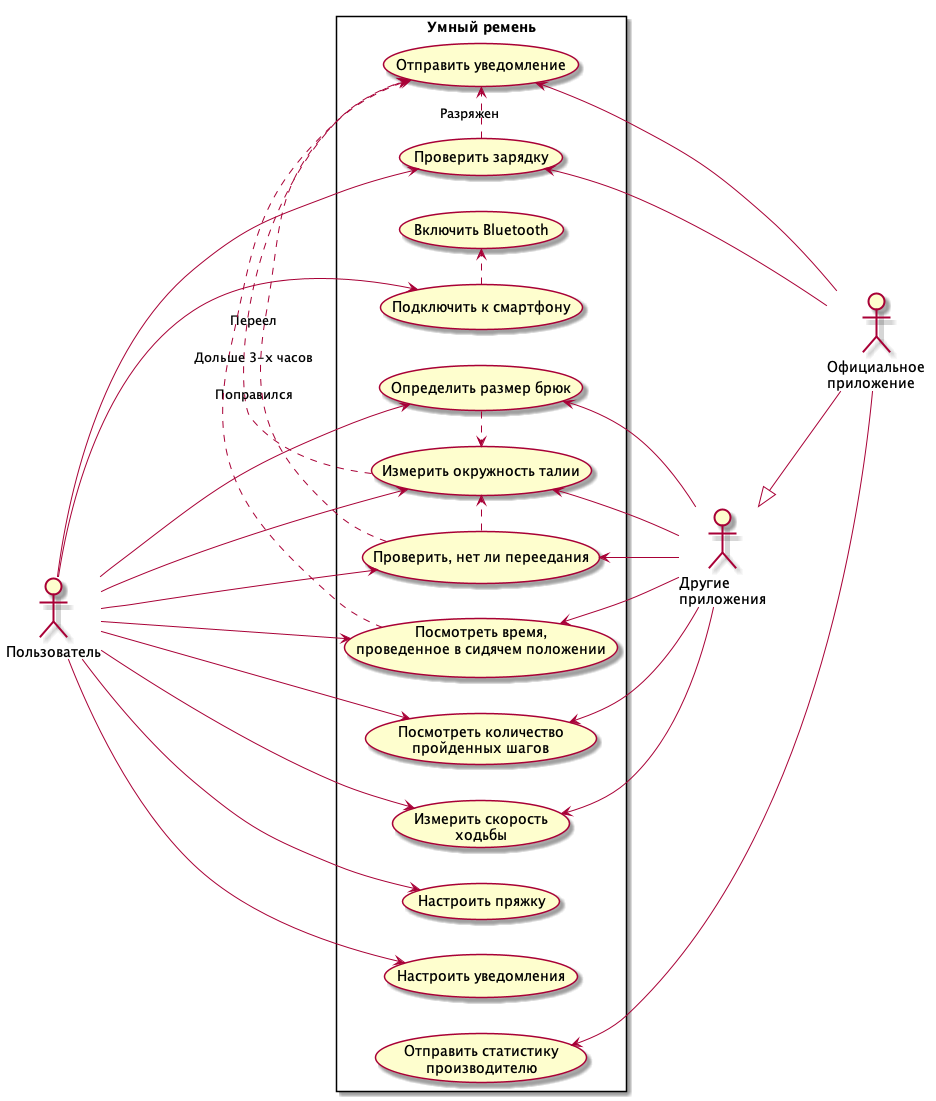 Умный ремень
Отправить уведомление
Разряжен
Проверить зарядку
Включить Bluetooth
Подключить к смартфону
Переел
Дольше 3-х часов
Поправился
Определить размер брюк
Измерить окружность талии
Проверить, нет ли переедания
Посмотреть время,
проведенное в сидячем положении
Посмотреть количество
пройденных шагов
Измерить скорость
ходьбы
Настроить пряжку
Настроить уведомления
Отправить статистику
производителю
Пользователь
Официальное
приложение
Другие
приложения